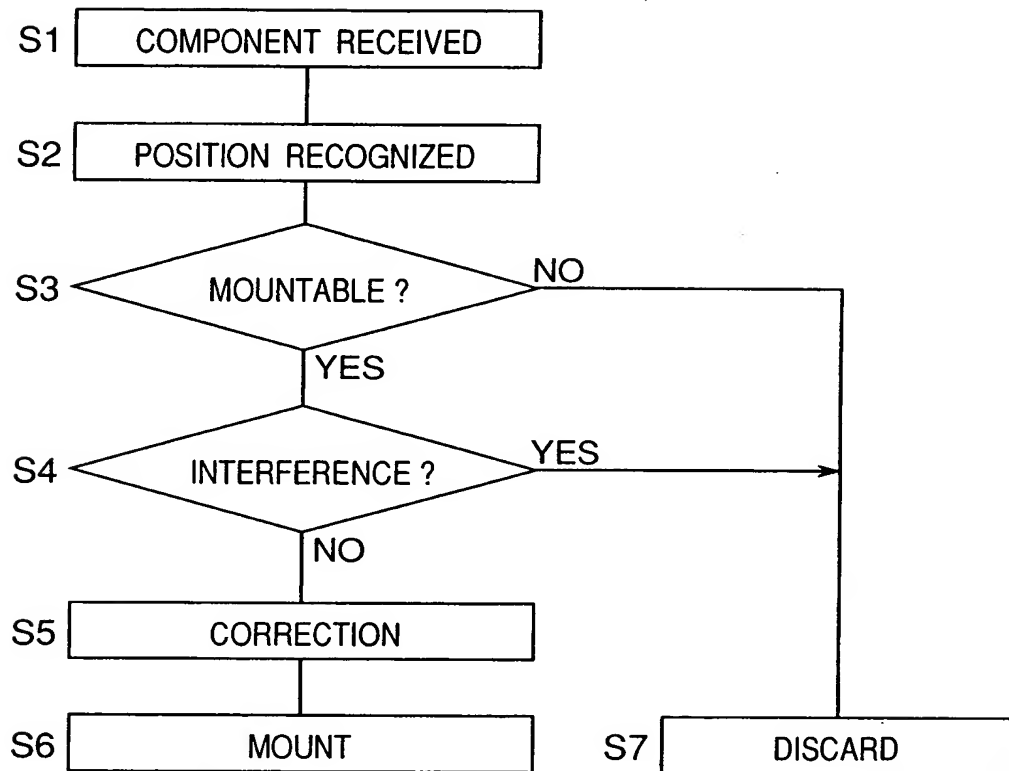 S1 COMPONENT RECEIVED
S2 POSITION RECOGNIZED
S3 MOUNTABLE ? NO
YES
S4 INTERFERENCE ? YES
NO
S5 CORRECTION
S6 MOUNT S7 DISCARD